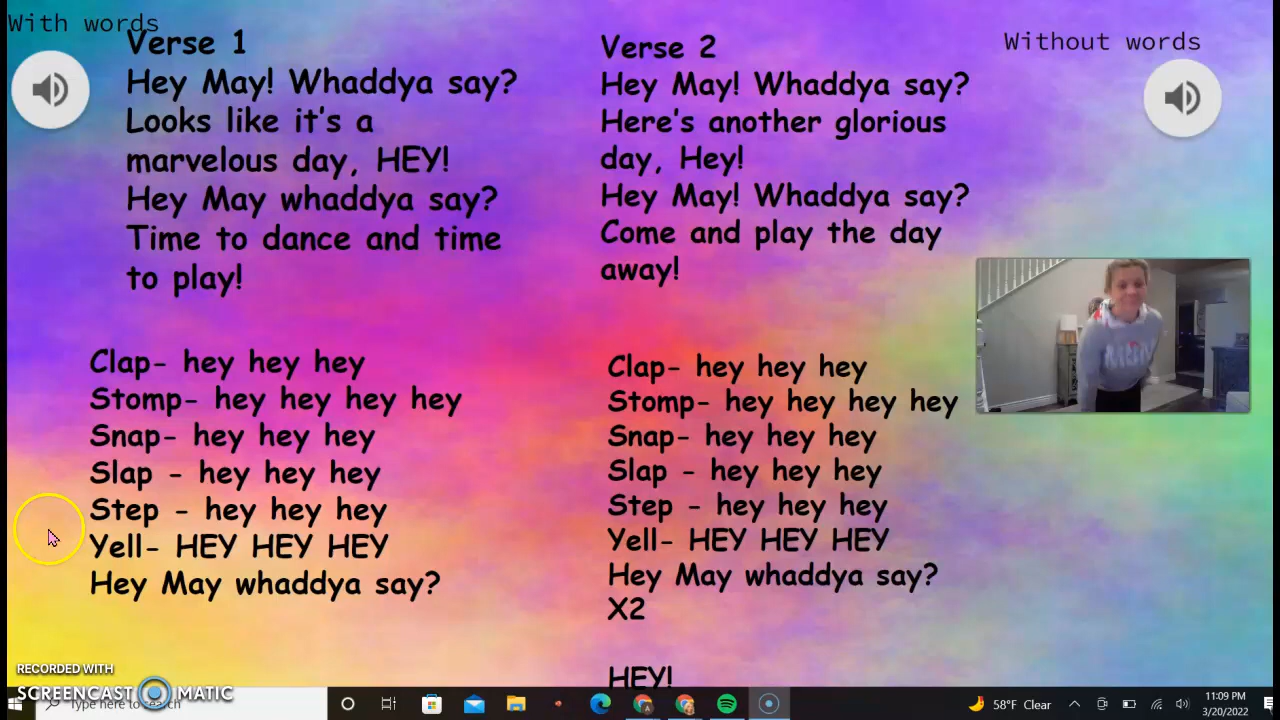 With words
Verse 1
Hey May! Whaddya say?
Looks like it's a
marvelous day, HEY!
Hey May whaddya say?
Time to dance and time
to play!
Clap- hey hey hey
Stomp- hey hey hey hey
Snap- hey hey hey
Slap - hey hey hey
Step - hey hey hey
Yell- HEY HEY HEY
Hey May whaddya say?
Verse 2
Hey May! Whaddya say?
Here's another glorious
day, Hey!
Hey May! Whaddya say?
Come and play the day
away!
Clap- hey hey hey
Stomp- hey hey hey hey
Snap- hey hey hey
Slap - hey hey hey
Step - hey hey hey
Yell- HEY HEY HEY
Hey May whaddya say?
X2
HEY!
Without words
RECORDED WITH
SCREENCAST MATIC
Type here to search
58°F Clear
11:09 PM
3/20/2022